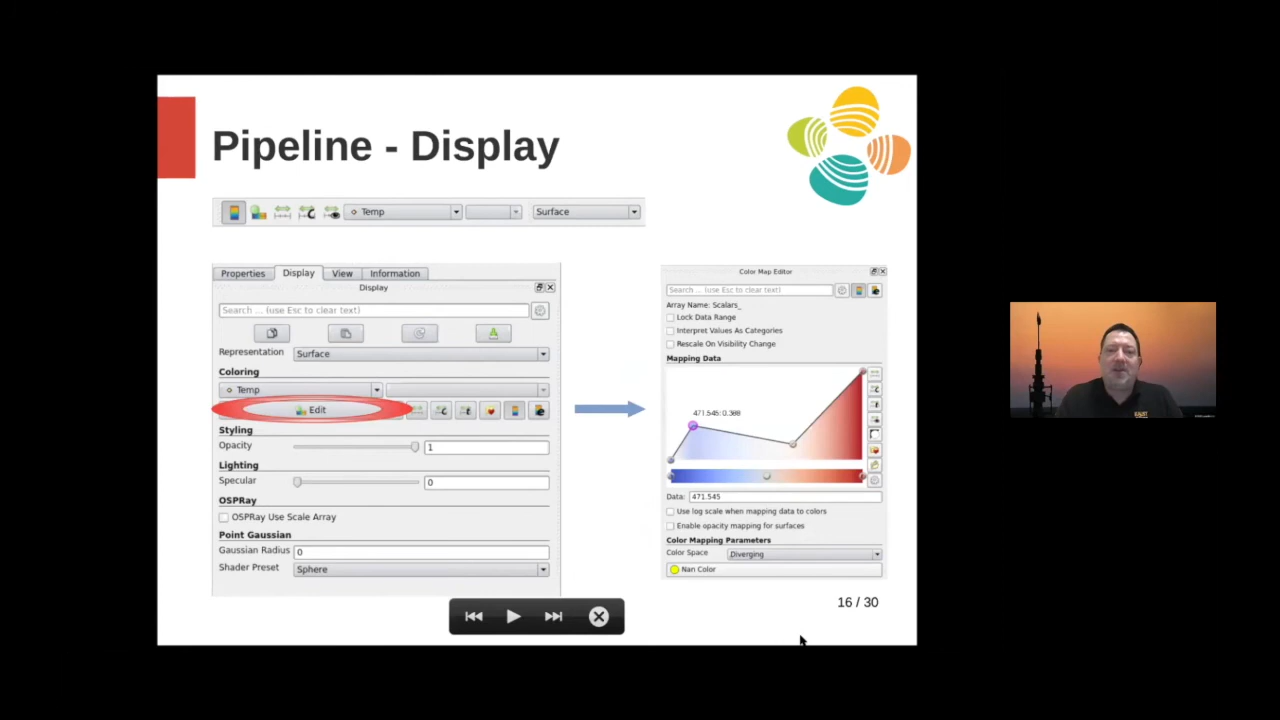 Pipeline - Display
Temp
Surface
Properties
Display
View
Information
Display
Search ... (use Esc to clear text)
Representation
Surface
Coloring
Temp
Edit
Styling
Opacity
1
Lighting
Specular
0
OSPRay
OSPRay Use Scale Array
Point Gaussian
Gaussian Radius
0
Shader Preset
Sphere
Color Map Editor
Search ... (use Esc to clear text)
Array Name: Scalars_
Lock Data Range
Interpret Values As Categories
Rescale On Visibility Change
Mapping Data
471.545: 0.388
Data:
471.545
Use log scale when mapping data to colors
Enable opacity mapping for surfaces
Color Mapping Parameters
Color Space
Diverging
Nan Color
16 / 30